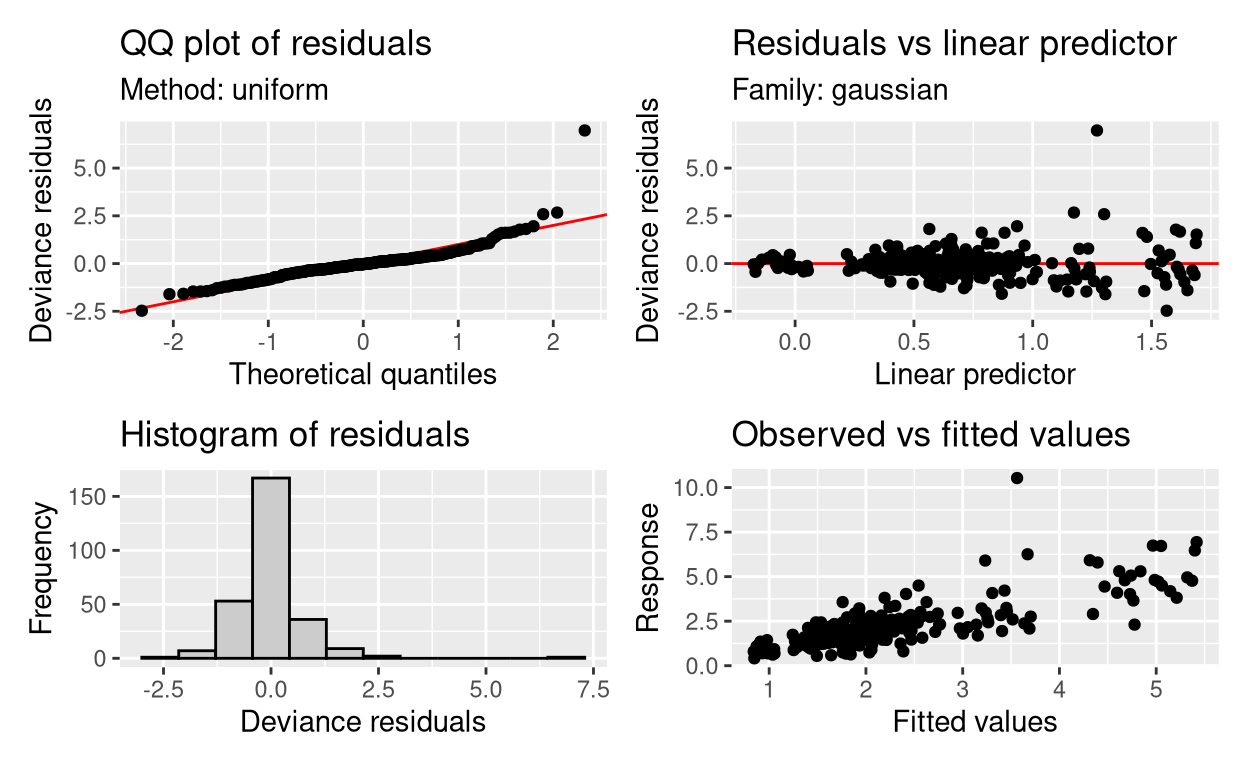 QQ plot of residuals
Method: uniform
Deviance residuals
5.0
2.5
0.0
-2.5
-2 -1 0 1 2
Theoretical quantiles
Residuals vs linear predictor
Family: gaussian
Deviance residuals
5.0
2.5
0.0
-2.5
0.0 0.5 1.0 1.5
Linear predictor
Histogram of residuals
Frequency
150
100
50
0
-2.5 0.0 2.5 5.0 7.5
Deviance residuals
Observed vs fitted values
Response
10.0
7.5
5.0
2.5
0.0
1 2 3 4 5
Fitted values